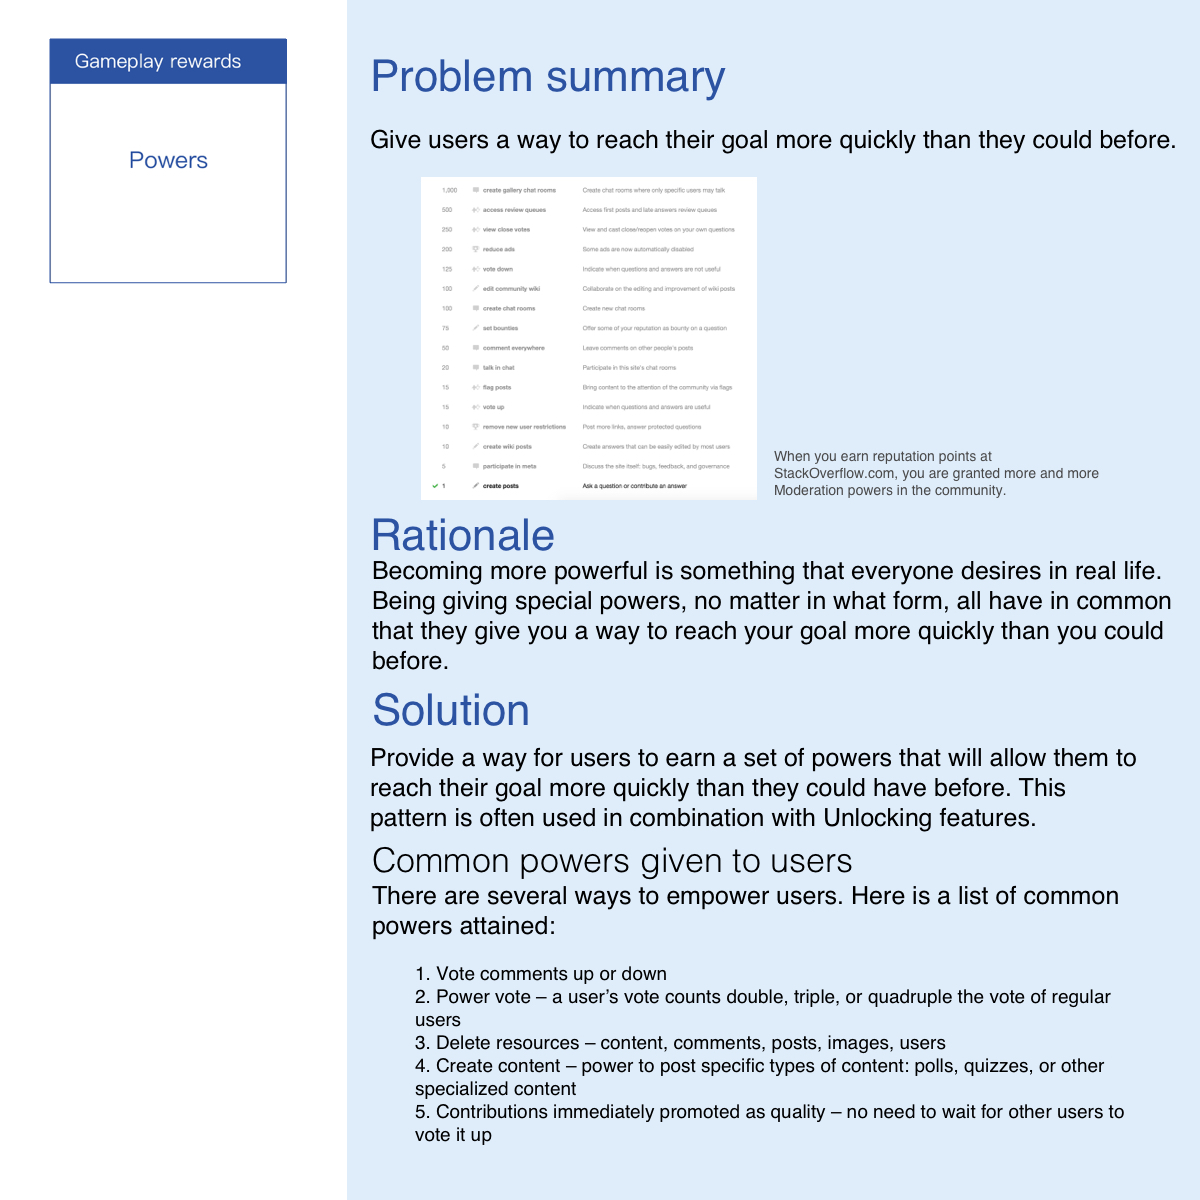 Gameplay rewards
Powers
Problem summary
Give users a way to reach their goal more quickly than they could before.
1,000 create gallery chat rooms Create chat rooms where only specific users may talk
500 access review queues Access first posts and late answers review queues
250 view close votes View and cast close/reopen votes on your own questions
200 reduce ads Some ads are now automatically disabled
125 vote down Indicate when questions and answers are not useful
100 edit community wiki Collaborate on the editing and improvement of wiki posts
100 create chat rooms Create new chat rooms
75 set bounties Offer some of your reputation as bounty on a question
50 comment everywhere Leave comments on other people's posts
20 talk in chat Participate in this site's chat rooms
15 flag posts Bring content to the attention of the community via flags
15 vote up Indicate when questions and answers are useful
10 remove new user restrictions Post more links, answer protected questions
10 create wiki posts Create answers that can be easily edited by most users
5 participate in meta Discuss the site itself: bugs, feedback, and governance
1 create posts Ask a question or contribute an answer
When you earn reputation points at
StackOverflow.com, you are granted more and more
Moderation powers in the community.
Rationale
Becoming more powerful is something that everyone desires in real life.
Being giving special powers, no matter in what form, all have in common
that they give you a way to reach your goal more quickly than you could
before.
Solution
Provide a way for users to earn a set of powers that will allow them to
reach their goal more quickly than they could have before. This
pattern is often used in combination with Unlocking features.
Common powers given to users
There are several ways to empower users. Here is a list of common
powers attained:
1. Vote comments up or down
2. Power vote – a user’s vote counts double, triple, or quadruple the vote of regular
users
3. Delete resources – content, comments, posts, images, users
4. Create content – power to post specific types of content: polls, quizzes, or other
specialized content
5. Contributions immediately promoted as quality – no need to wait for other users to
vote it up